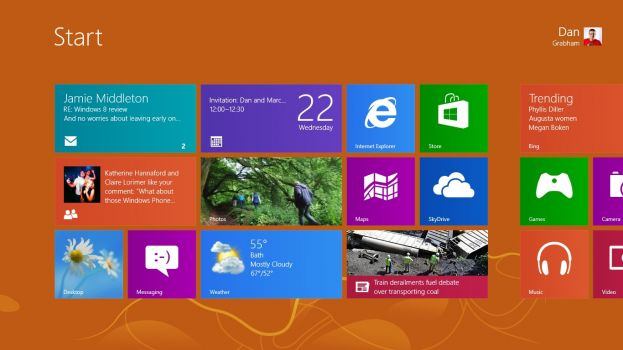 Start
Dan
Grabham
Jamie Middleton
RE: Windows 8 review
And no worries about leaving early on...
2
Invitation: Dan and Marc...
12:00–12:30
22
Wednesday
Internet Explorer
Store
Trending
Phyllis Diller
Augusta women
Megan Boken
Bing
Katherine Hannaford and
Claire Lorimer like your
comment: "What about
those Windows Phone...
Photos
Maps
SkyDrive
Games
Camera
Desktop
Messaging
55°
Bath
Mostly Cloudy
67°/52°
Weather
Train derailments fuel debate
over transporting coal
Music
Video